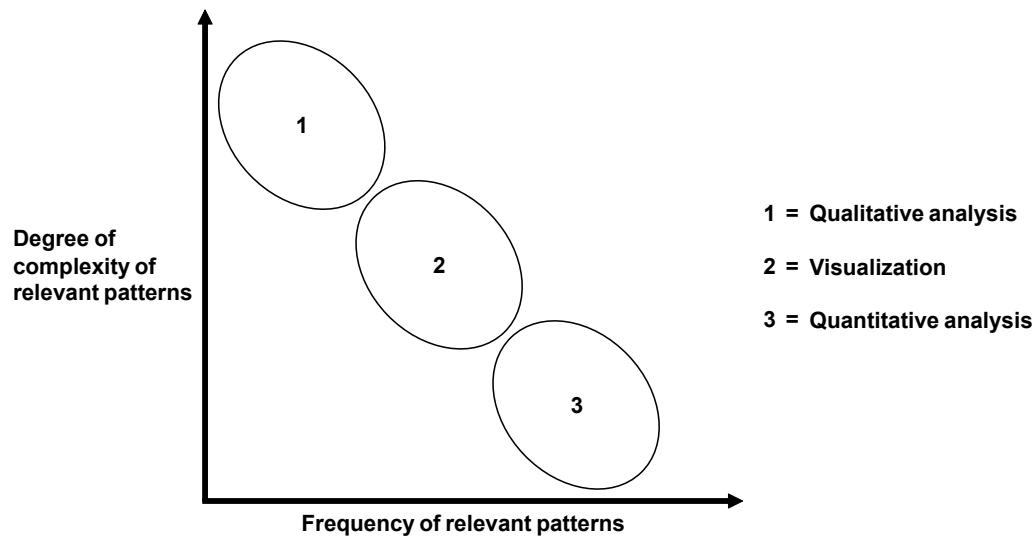 1
2
3
Degree of
complexity of
relevant patterns
Frequency of relevant patterns
1 = Qualitative analysis
2 = Visualization
3 = Quantitative analysis